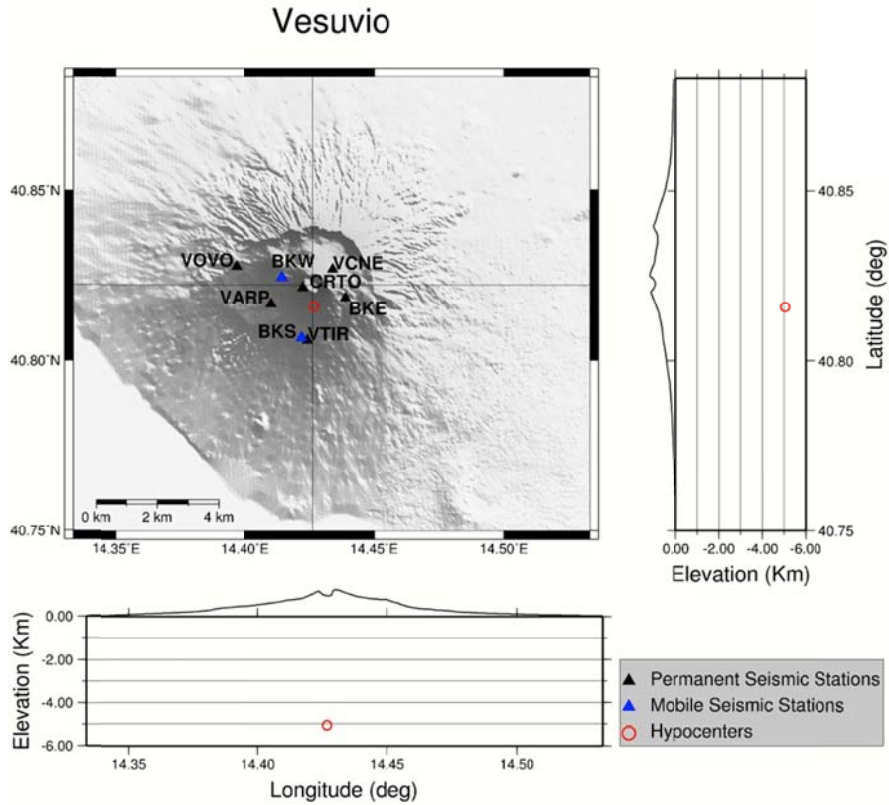 Vesuvio
40.85°N
40.80°N
40.75°N
VOVO
BKW
VCNE
CRTO
VARP
BKE
BKS
VTIR
0 km 2 km 4 km
14.35°E 14.40°E 14.45°E 14.50°E
40.85
40.80
40.75
Latitude (deg)
0.00 -2.00 -4.00 -6.00
Elevation (Km)
0.00
-2.00
-4.00
-6.00
Elevation (Km)
14.35 14.40 14.45 14.50
Longitude (deg)
Permanent Seismic Stations
Mobile Seismic Stations
Hypocenters